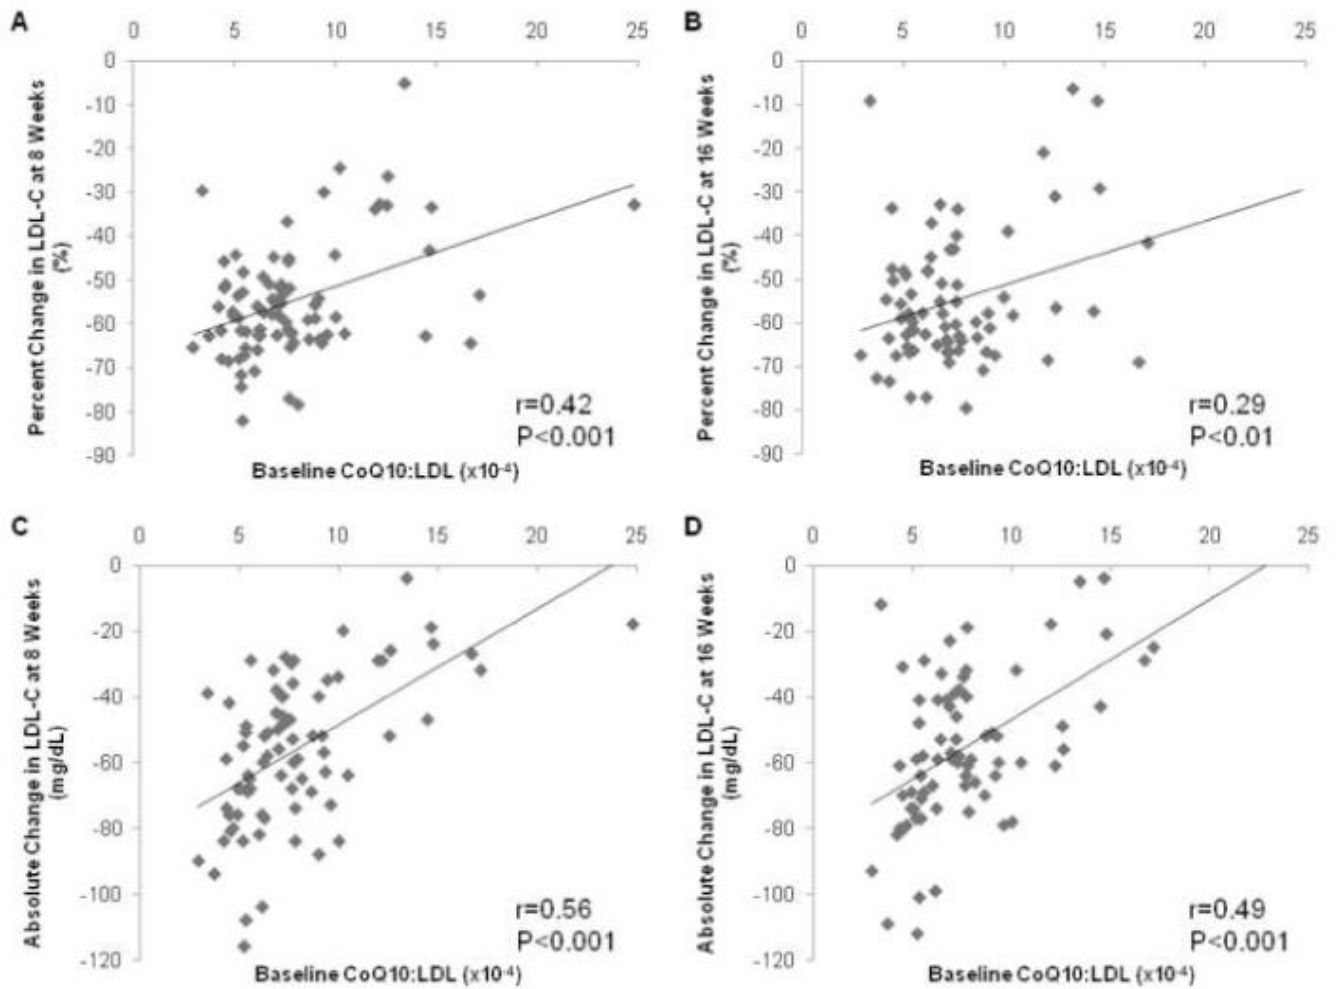 A
0 5 10 15 20 25
0
-10
-20
-30
-40
-50
-60
-70
-80
-90
Percent Change in LDL-C at 8 Weeks
(%)
r=0.42
P<0.001
Baseline CoQ10:LDL (x10-4)
B
0 5 10 15 20 25
0
-10
-20
-30
-40
-50
-60
-70
-80
-90
Percent Change in LDL-C at 16 Weeks
(%)
r=0.29
P<0.01
Baseline CoQ10:LDL (x10-4)
C
0 5 10 15 20 25
0
-20
-40
-60
-80
-100
-120
Absolute Change in LDL-C at 8 Weeks
(mg/dL)
r=0.56
P<0.001
Baseline CoQ10:LDL (x10-4)
D
0 5 10 15 20 25
0
-20
-40
-60
-80
-100
-120
Absolute Change in LDL-C at 16 Weeks
(mg/dL)
r=0.49
P<0.001
Baseline CoQ10:LDL (x10-4)